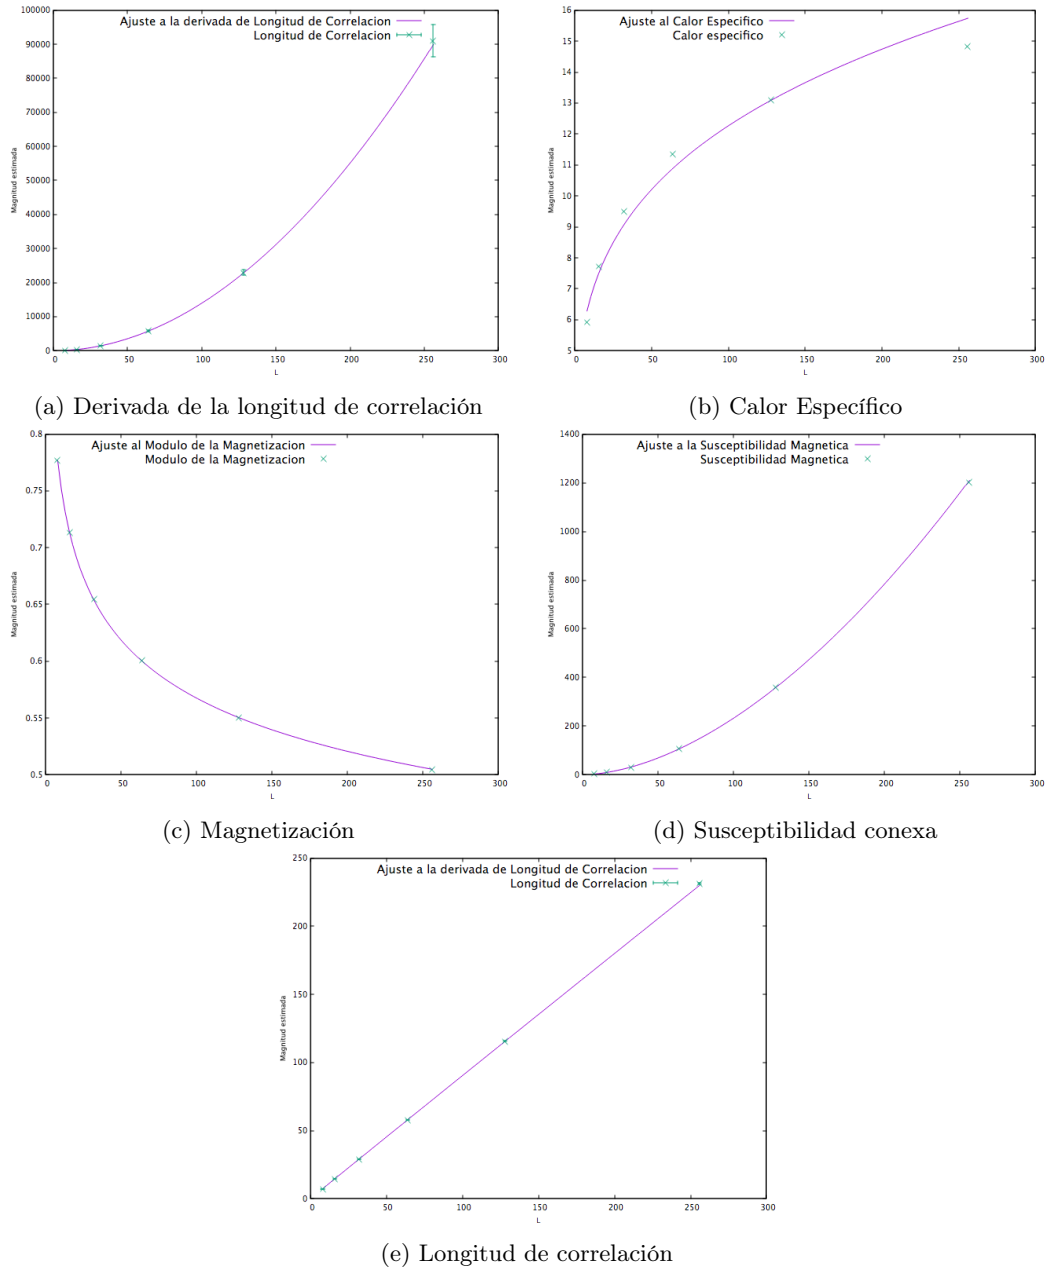 Ajuste a la derivada de Longitud de Correlacion
Longitud de Correlacion
100000
90000
80000
70000
60000
50000
40000
30000
20000
10000
0
Magnitud estimada
0 50 100 150 200 250 300
L
(a) Derivada de la longitud de correlación
Ajuste al Calor Especifico
Calor especifico
16
15
14
13
12
11
10
9
8
7
6
5
Magnitud estimada
0 50 100 150 200 250 300
L
(b) Calor Específico
Ajuste al Modulo de la Magnetizacion
Modulo de la Magnetizacion
0.8
0.75
0.7
0.65
0.6
0.55
0.5
Magnitud estimada
0 50 100 150 200 250 300
L
(c) Magnetización
Ajuste a la Susceptibilidad Magnetica
Susceptibilidad Magnetica
1400
1200
1000
800
600
400
200
0
Magnitud estimada
0 50 100 150 200 250 300
L
(d) Susceptibilidad conexa
Ajuste a la derivada de Longitud de Correlacion
Longitud de Correlacion
250
200
150
100
50
0
Magnitud estimada
0 50 100 150 200 250 300
L
(e) Longitud de correlación